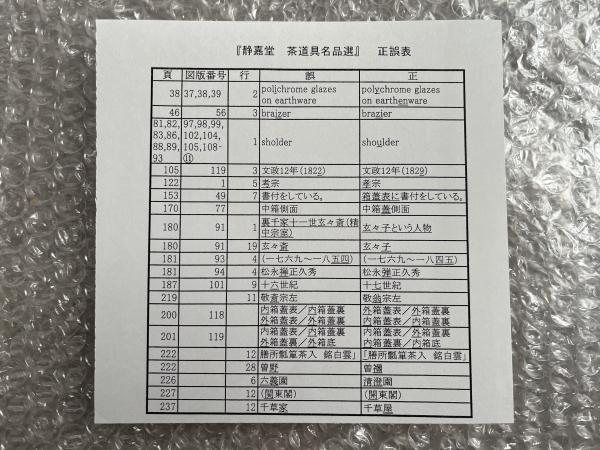 『静嘉堂 茶道具名品選』 正誤表
頁 図版番号 行 誤 正
38 37,38,39 2 polichrome glazes on earthware polychrome glazes on earthenware
46 56 3 braizer brazier
81,82, 83,86, 88,89, 93 97,98,99, 102,104, 105,108- ⑪ 1 sholder shoulder
105 119 3 文政12年(1822) 文政12年(1829)
122 1 5 考宗 孝宗
153 49 7 書付をしている。 箱蓋表に書付をしている。
170 77 中箱側面 中箱蓋側面
180 91 1 裏千家十一世玄々斎(精中宗室) 玄々子という人物
180 91 19 玄々斎 玄々子
181 93 4 (一七六九〜一八五四) (一七六九〜一八四五)
181 94 4 松永禅正久秀 松永弾正久秀
187 101 9 十六世紀 十七世紀
219 11 敬斎宗左 敬翁宗左
200 118 内箱蓋表/内箱蓋裏 外箱蓋表/外箱蓋裏 外箱蓋表/外箱蓋裏 内箱蓋表/内箱蓋裏
201 119 内箱蓋表/内箱蓋裏 外箱蓋裏/外箱底 外箱蓋表/外箱蓋裏 内箱蓋裏/内箱底
222 12 膳所瓢箪茶入 銘白雲」 「膳所瓢箪茶入 銘白雲」
222 28 曽野 曽禰
226 6 六義園 清澄園
227 12 (関東閣) (開東閣)
237 12 千草家 千草屋